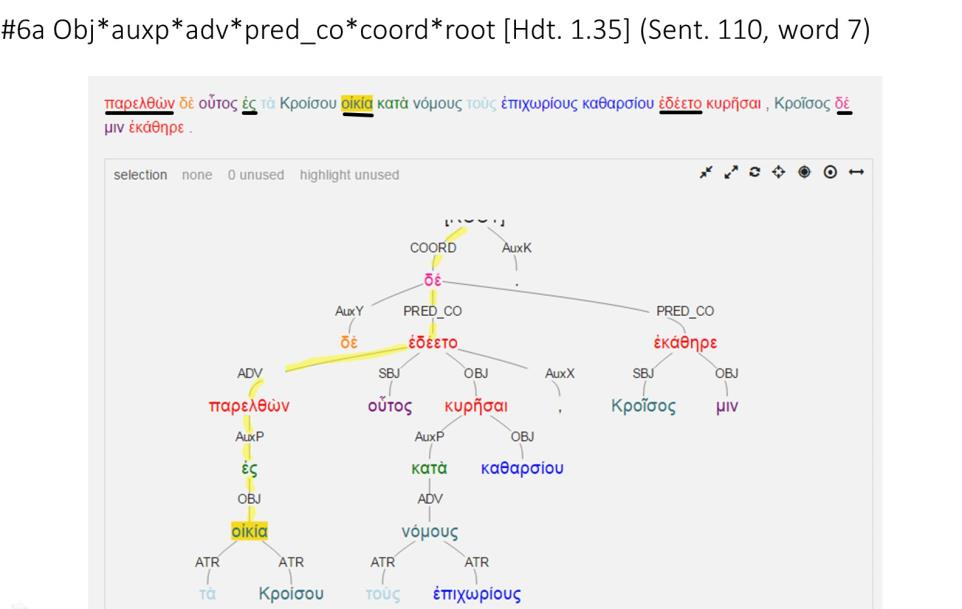 #6a Obj*auxp*adv*pred_co*coord*root [Hdt. 1.35] (Sent. 110, word 7)
παρελθὼν δὲ οὗτος ἐς τὰ Κροίσου οἰκία κατὰ νόμους τοὺς ἐπιχωρίους καθαρσίου ἐδέετο κυρῆσαι , Κροῖσος δέ
μιν ἐκάθηρε .
selection none 0 unused highlight unused
[ROOT]
COORD AuxK
δέ .
AuxY PRED_CO PRED_CO
δὲ ἐδέετο ἐκάθηρε
ADV SBJ OBJ AuxX SBJ OBJ
παρελθὼν οὗτος κυρῆσαι , Κροῖσος μιν
AuxP AuxP OBJ
ἐς κατὰ καθαρσίου
OBJ ADV
οἰκία νόμους
ATR ATR ATR ATR
τὰ Κροίσου τοὺς ἐπιχωρίους